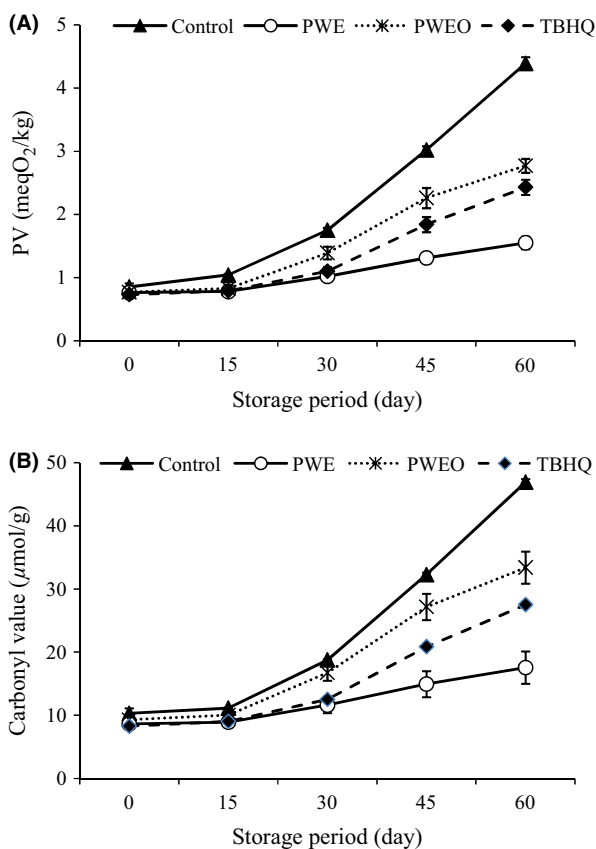 (A)
Control PWE PWEO TBHQ
PV (meqO2/kg)
5
4
3
2
1
0
0 15 30 45 60
Storage period (day)
(B)
Control PWE PWEO TBHQ
Carbonyl value (μmol/g)
50
40
30
20
10
0
0 15 30 45 60
Storage period (day)